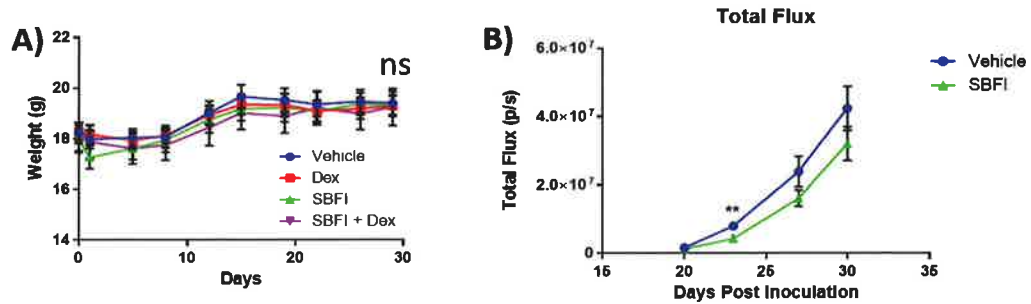 A)
22
20
18
16
14
Weight (g)
ns
Vehicle
Dex
SBFI
SBFI + Dex
0
10
20
30
Days
B)
Total Flux
6.0×10⁷
4.0×10⁷
2.0×10⁷
0
Total Flux (p/s)
**
Vehicle
SBFI
15
20
25
30
35
Days Post Inoculation